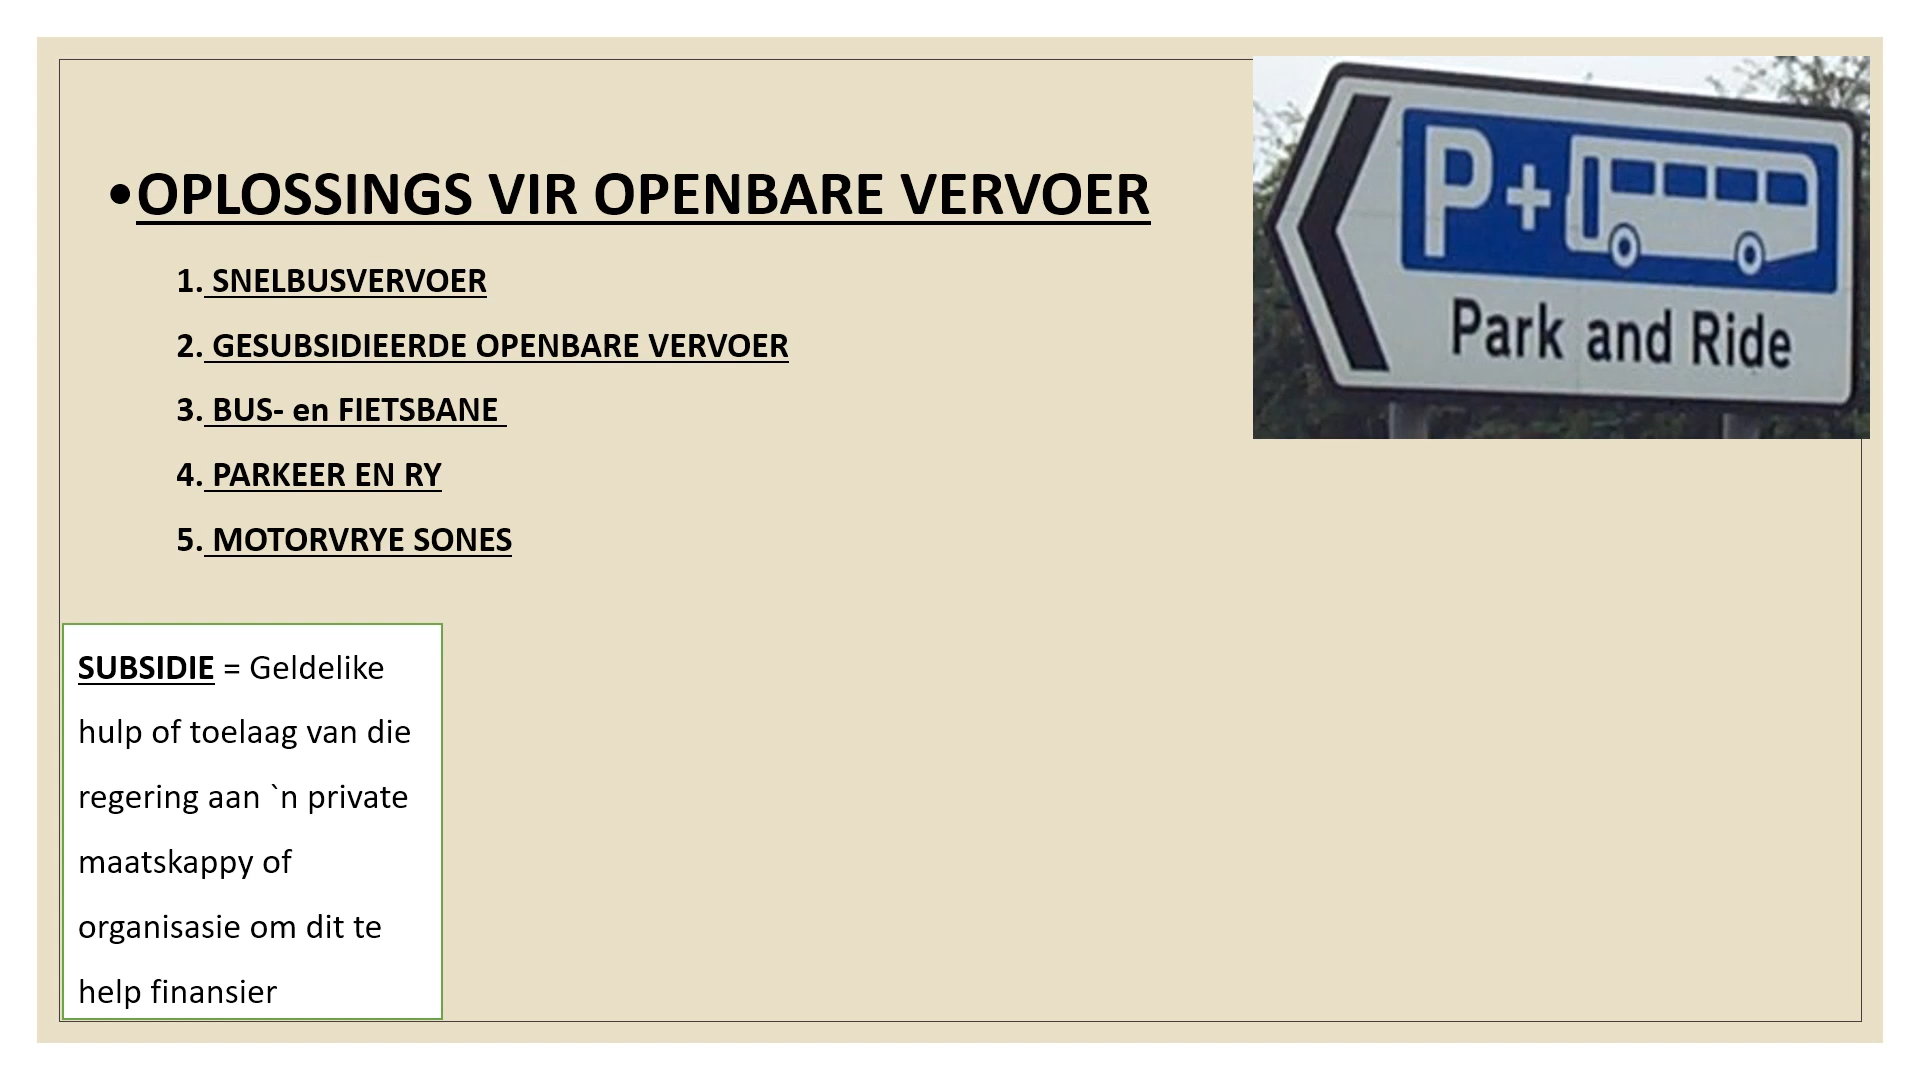 •OPLOSSINGS VIR OPENBARE VERVOER
1. SNELBUSVERVOER
2. GESUBSIDIEERDE OPENBARE VERVOER
3. BUS- en FIETSBANE
4. PARKEER EN RY
5. MOTORVRYE SONES
P+
Park and Ride
SUBSIDIE = Geldelike
hulp of toelaag van die
regering aan `n private
maatskappy of
organisasie om dit te
help finansier